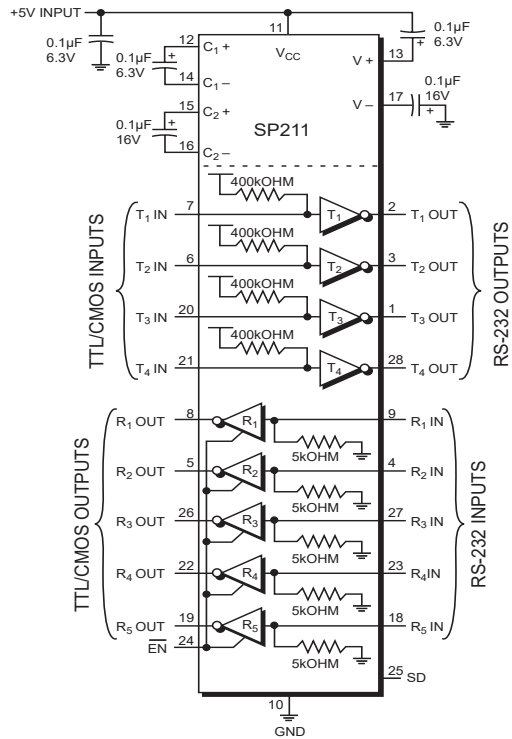 +5V INPUT
11
VCC
0.1µF
6.3V
12
C1 +
0.1µF
6.3V
14
C1 –
15
C2 +
0.1µF
16V
16
C2 –
SP211
V +
13
0.1µF
6.3V
V –
17
0.1µF
16V
TTL/CMOS INPUTS
400kOHM
T1 IN 7 T1 2 T1 OUT
400kOHM
T2 IN 6 T2 3 T2 OUT
400kOHM
T3 IN 20 T3 1 T3 OUT
400kOHM
T4 IN 21 T4 28 T4 OUT
RS-232 OUTPUTS
TTL/CMOS OUTPUTS
R1 OUT 8 R1 9 R1 IN
5kOHM
R2 OUT 5 R2 4 R2 IN
5kOHM
R3 OUT 26 R3 27 R3 IN
5kOHM
R4 OUT 22 R4 23 R4IN
5kOHM
R5 OUT 19 R5 18 R5 IN
5kOHM
RS-232 INPUTS
EN 24
25 SD
10
GND